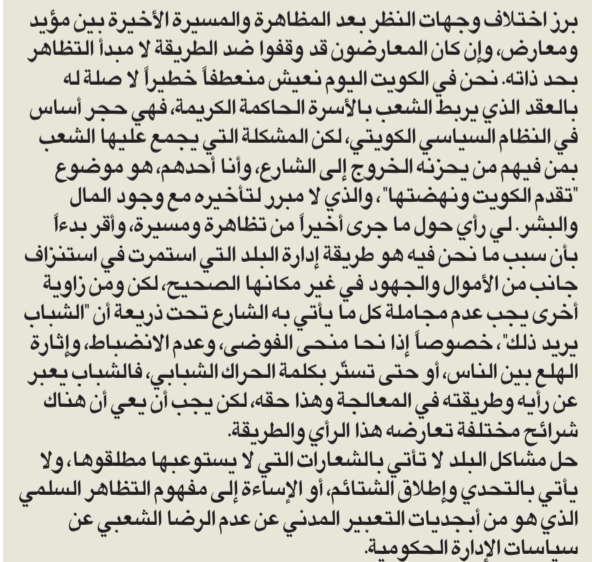 برز اختلاف وجهات النظر بعد المظاهرة والمسيرة الأخيرة بين مؤيد
ومعارض، وإن كان المعارضون قد وقفوا ضد الطريقة لا مبدأ التظاهر
بحد ذاته. نحن في الكويت اليوم نعيش منعطفاً خطيراً لا صلة له
بالعقد الذي يربط الشعب بالأسرة الحاكمة الكريمة، فهي حجر أساس
في النظام السياسي الكويتي، لكن المشكلة التي يجمع عليها الشعب
بمن فيهم من يحزنه الخروج إلى الشارع، وأنا أحدهم، هو موضوع
"تقدم الكويت ونهضتها"، والذي لا مبرر لتأخيره مع وجود المال
والبشر. لي رأي حول ما جرى أخيراً من تظاهرة ومسيرة، وأقر بدءاً
بأن سبب ما نحن فيه هو طريقة إدارة البلد التي استمرت في استنزاف
جانب من الأموال والجهود في غير مكانها الصحيح، لكن ومن زاوية
أخرى يجب عدم مجاملة كل ما يأتي به الشارع تحت ذريعة أن "الشباب
يريد ذلك"، خصوصاً إذا نحا منحى الفوضى، وعدم الانضباط، وإثارة
الهلع بين الناس، أو حتى تستّر بكلمة الحراك الشبابي، فالشباب يعبر
عن رأيه وطريقته في المعالجة وهذا حقه، لكن يجب أن يعي أن هناك
شرائح مختلفة تعارضه هذا الرأي والطريقة.
حل مشاكل البلد لا تأتي بالشعارات التي لا يستوعبها مطلقوها، ولا
يأتي بالتحدي وإطلاق الشتائم، أو الإساءة إلى مفهوم التظاهر السلمي
الذي هو من أبجديات التعبير المدني عن عدم الرضا الشعبي عن
سياسات الإدارة الحكومية.